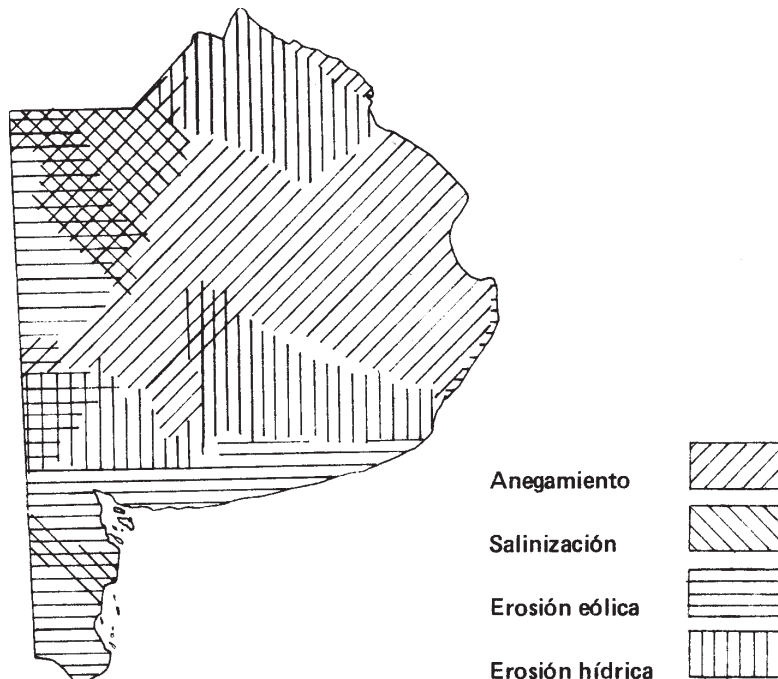 Anegamiento
Salinización
Erosión eólica
Erosión hídrica